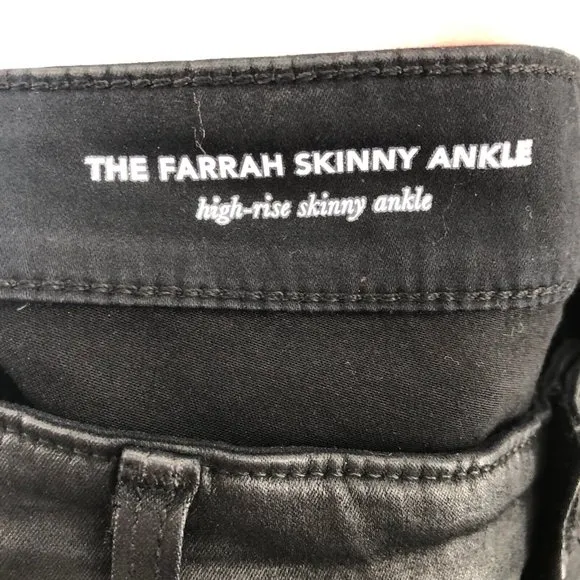 THE FARRAH SKINNY ANKLE
high-rise skinny ankle